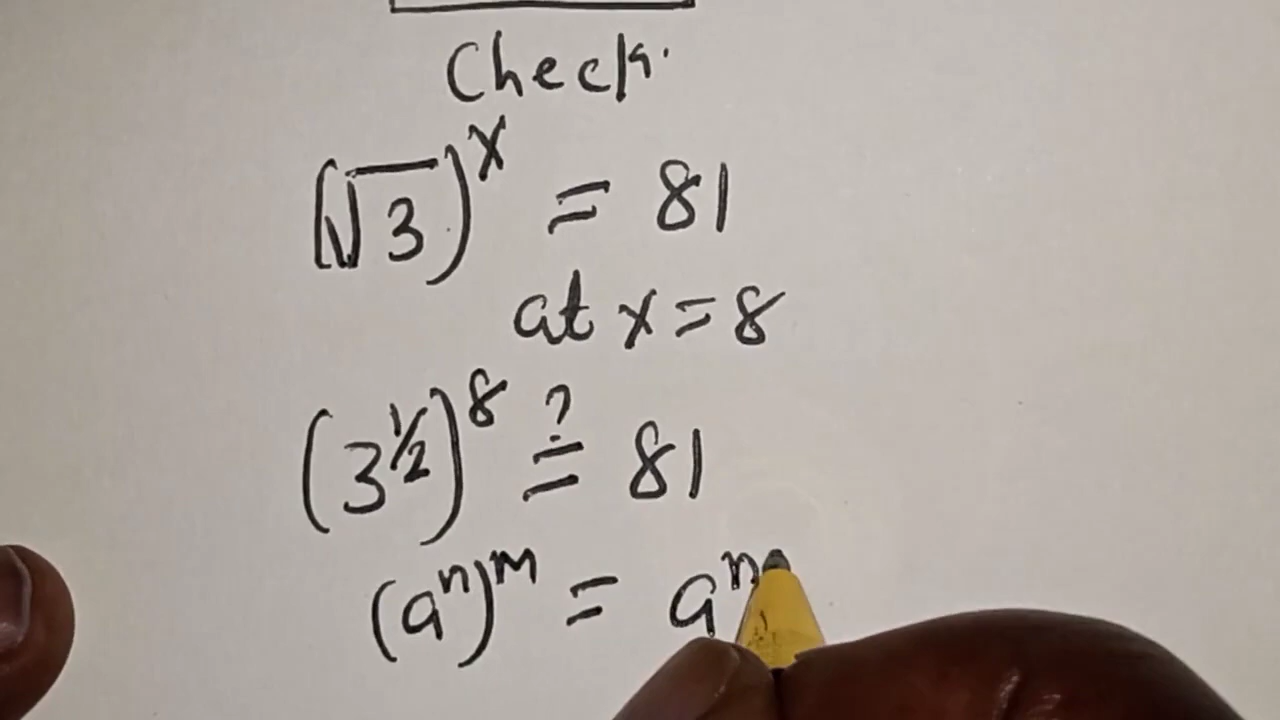 Check.
(√3)^x = 81
at x = 8
(3^1/2)^8 ≟ 81
(a^n)^m = a^n